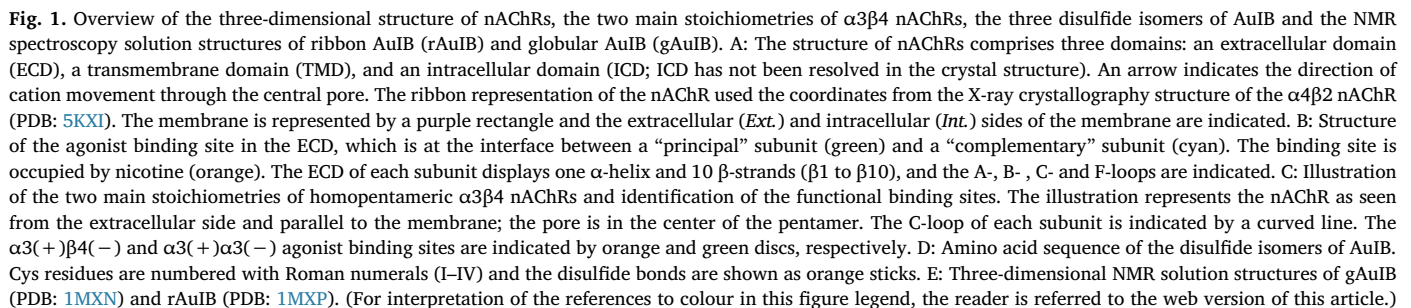 Fig. 1. Overview of the three-dimensional structure of nAChRs, the two main stoichiometries of α3β4 nAChRs, the three disulfide isomers of AuIB and the NMR
spectroscopy solution structures of ribbon AuIB (rAuIB) and globular AuIB (gAuIB). A: The structure of nAChRs comprises three domains: an extracellular domain
(ECD), a transmembrane domain (TMD), and an intracellular domain (ICD; ICD has not been resolved in the crystal structure). An arrow indicates the direction of
cation movement through the central pore. The ribbon representation of the nAChR used the coordinates from the X-ray crystallography structure of the α4β2 nAChR
(PDB: 5KXI). The membrane is represented by a purple rectangle and the extracellular (Ext.) and intracellular (Int.) sides of the membrane are indicated. B: Structure
of the agonist binding site in the ECD, which is at the interface between a “principal” subunit (green) and a “complementary” subunit (cyan). The binding site is
occupied by nicotine (orange). The ECD of each subunit displays one α-helix and 10 β-strands (β1 to β10), and the A-, B- , C- and F-loops are indicated. C: Illustration
of the two main stoichiometries of homopentameric α3β4 nAChRs and identification of the functional binding sites. The illustration represents the nAChR as seen
from the extracellular side and parallel to the membrane; the pore is in the center of the pentamer. The C-loop of each subunit is indicated by a curved line. The
α3(+)β4(−) and α3(+)α3(−) agonist binding sites are indicated by orange and green discs, respectively. D: Amino acid sequence of the disulfide isomers of AuIB.
Cys residues are numbered with Roman numerals (I–IV) and the disulfide bonds are shown as orange sticks. E: Three-dimensional NMR solution structures of gAuIB
(PDB: 1MXN) and rAuIB (PDB: 1MXP). (For interpretation of the references to colour in this figure legend, the reader is referred to the web version of this article.)